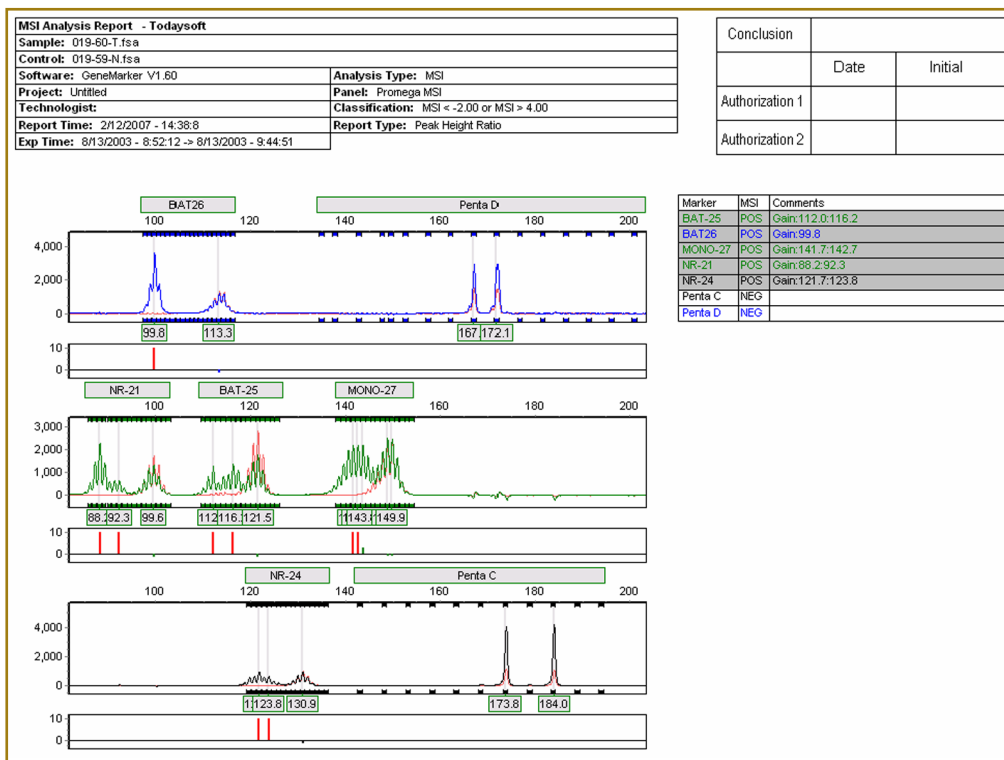 MSI Analysis Report - Todaysoft
Sample: 019-60-T.fsa
Control: 019-59-N.fsa
Software: GeneMarker V1.60 Analysis Type: MSI
Project: Untitled Panel: Promega MSI
Technologist: Classification: MSI < -2.00 or MSI > 4.00
Report Time: 2/12/2007 - 14:38:8 Report Type: Peak Height Ratio
Exp Time: 8/13/2003 - 8:52:12 -> 8/13/2003 - 9:44:51
Conclusion
Date Initial
Authorization 1
Authorization 2
Marker MSI Comments
BAT-25 POS Gain:112.0:116.2
BAT26 POS Gain:99.8
MONO-27 POS Gain:141.7:142.7
NR-21 POS Gain:88.2:92.3
NR-24 POS Gain:121.7:123.8
Penta C NEG
Penta D NEG
BAT26 Penta D
100 120 140 160 180 200
4,000
2,000
0
99.8 113.3 167. 172.1
10
0
NR-21 BAT-25 MONO-27
100 120 140 160 180 200
3,000
2,000
1,000
0
88. 92.3 99.6 112 116. 121.5 143. 149.9
10
0
NR-24 Penta C
100 120 140 160 180 200
4,000
2,000
0
123.8 130.9 173.8 184.0
10
0